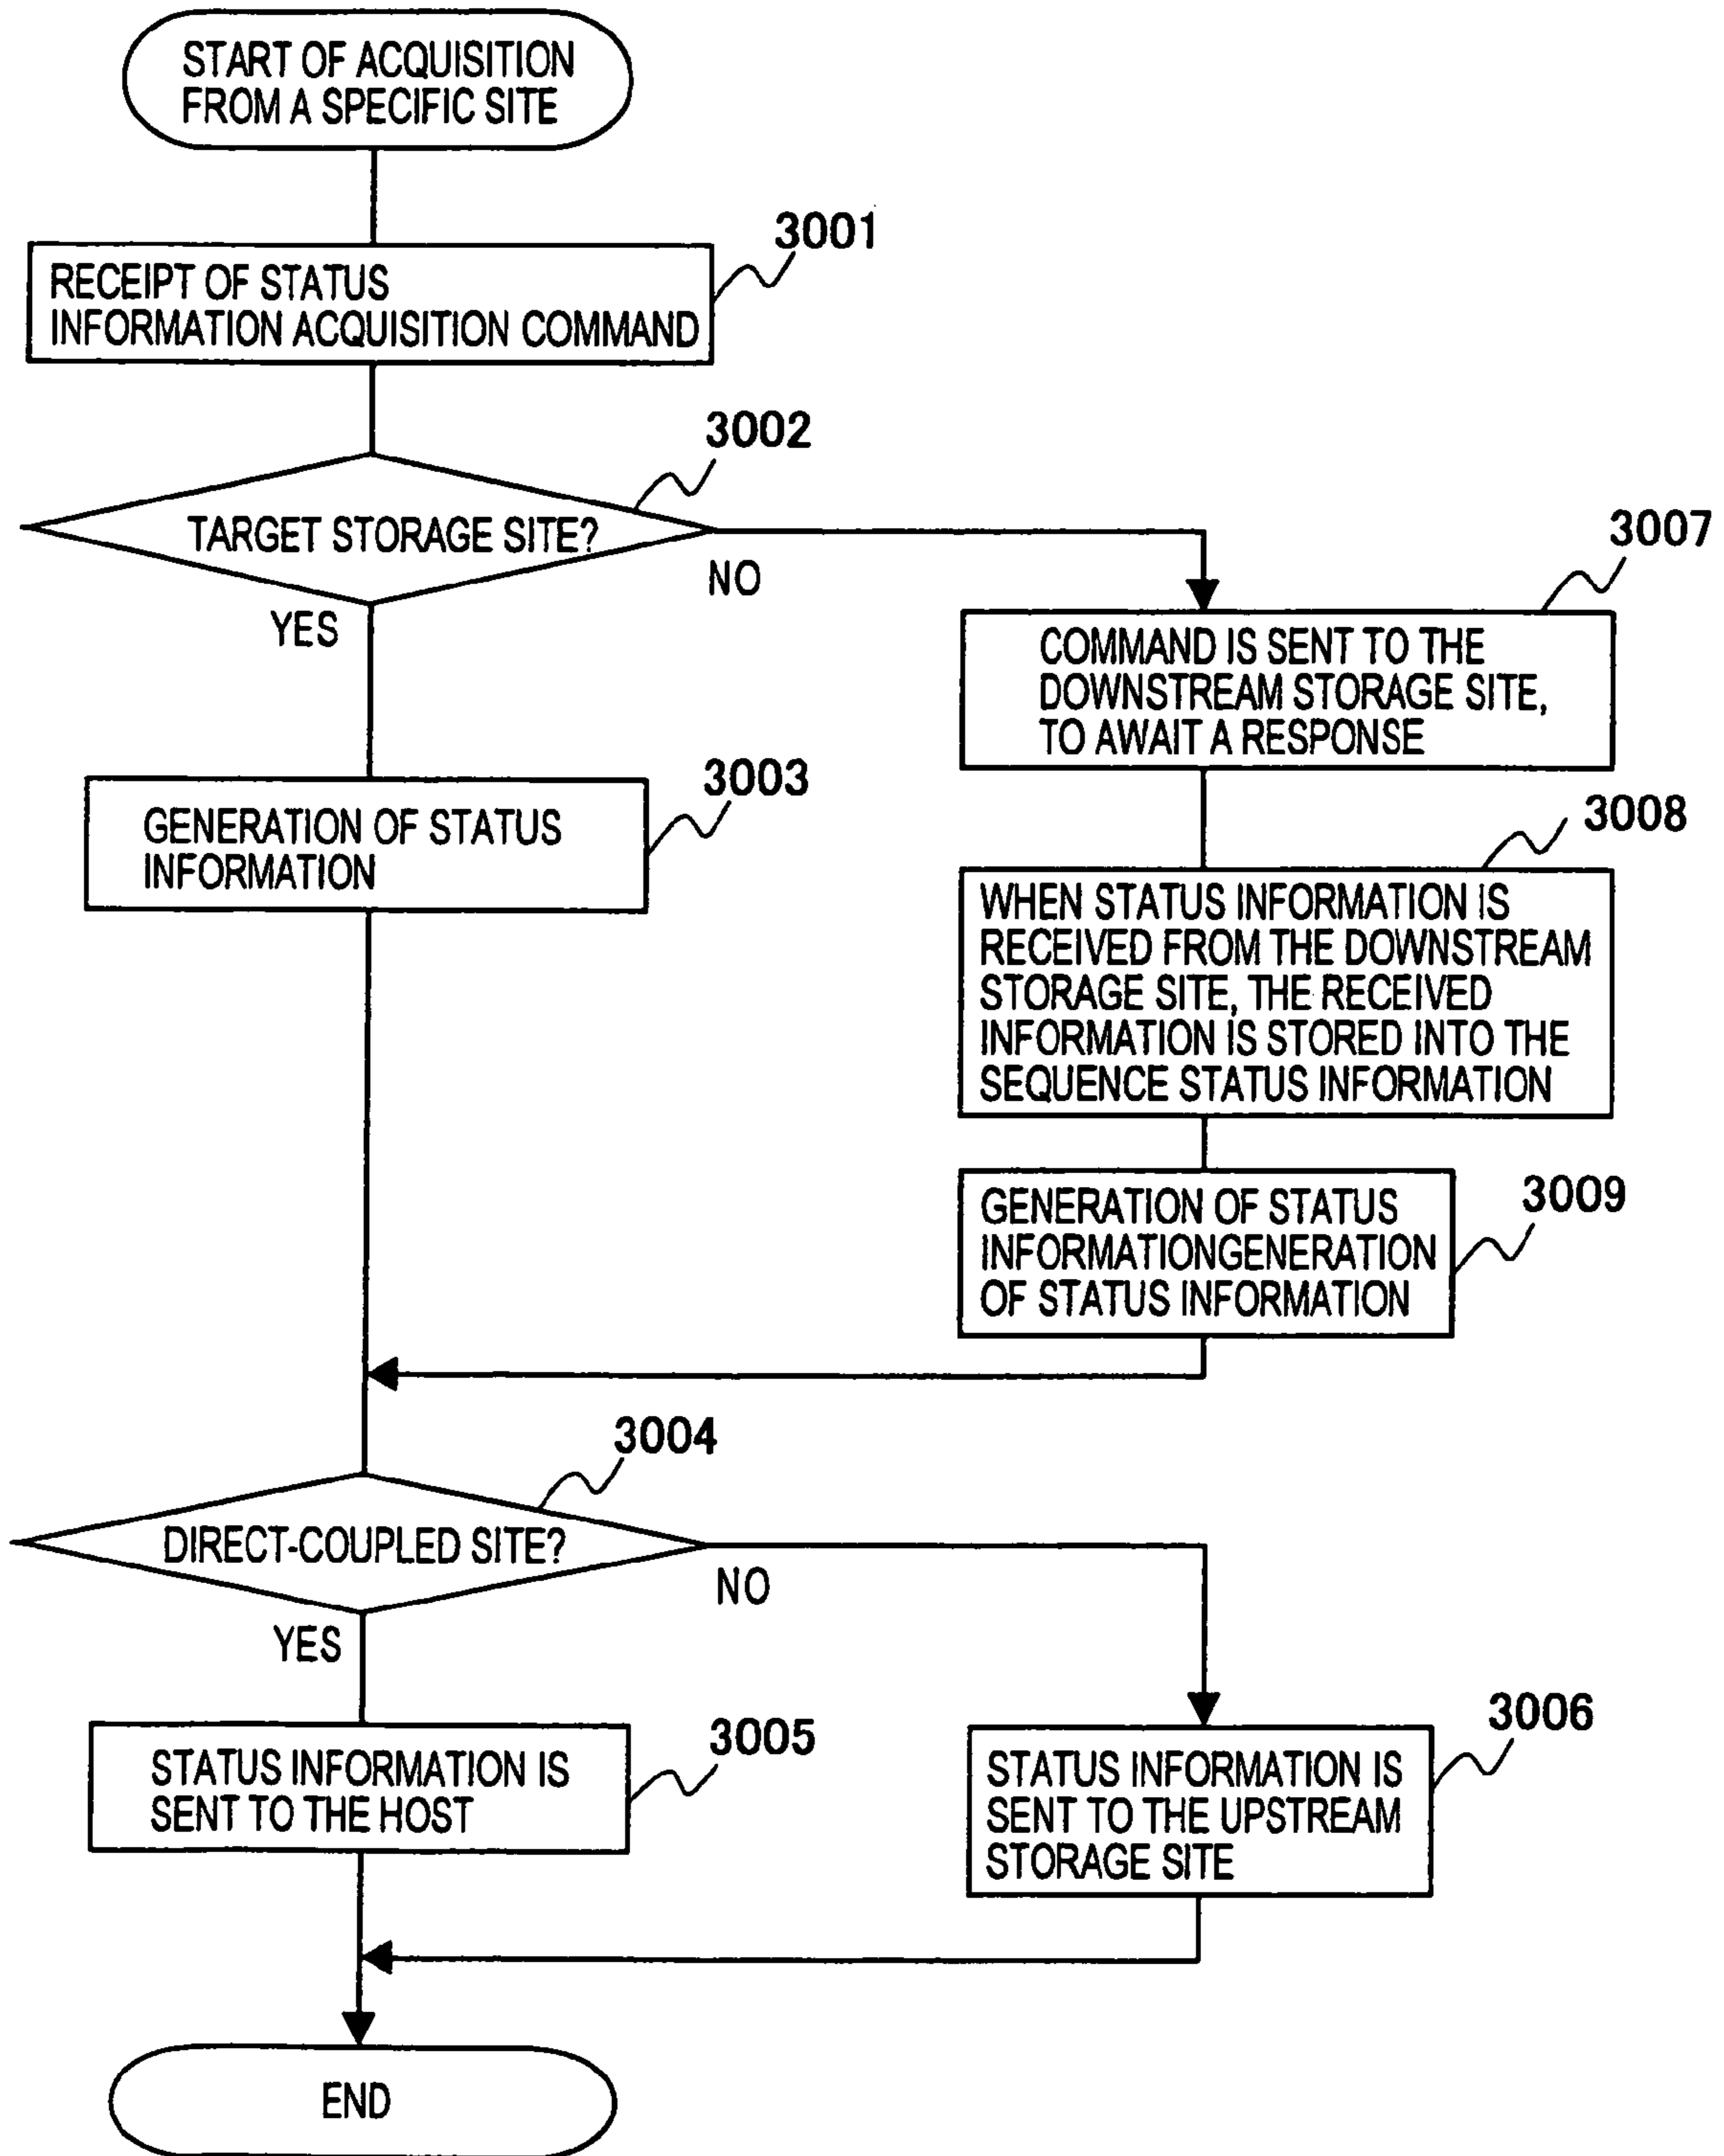 START OF ACQUISITION
FROM A SPECIFIC SITE
3001
RECEIPT OF STATUS
INFORMATION ACQUISITION COMMAND
3002
TARGET STORAGE SITE?
NO
YES
3007
COMMAND IS SENT TO THE
DOWNSTREAM STORAGE SITE,
TO AWAIT A RESPONSE
3003
GENERATION OF STATUS
INFORMATION
3008
WHEN STATUS INFORMATION IS
RECEIVED FROM THE DOWNSTREAM
STORAGE SITE, THE RECEIVED
INFORMATION IS STORED INTO THE
SEQUENCE STATUS INFORMATION
3009
GENERATION OF STATUS
INFORMATIONGENERATION
OF STATUS INFORMATION
3004
DIRECT-COUPLED SITE?
NO
YES
3005
STATUS INFORMATION IS
SENT TO THE HOST
3006
STATUS INFORMATION IS
SENT TO THE UPSTREAM
STORAGE SITE
END